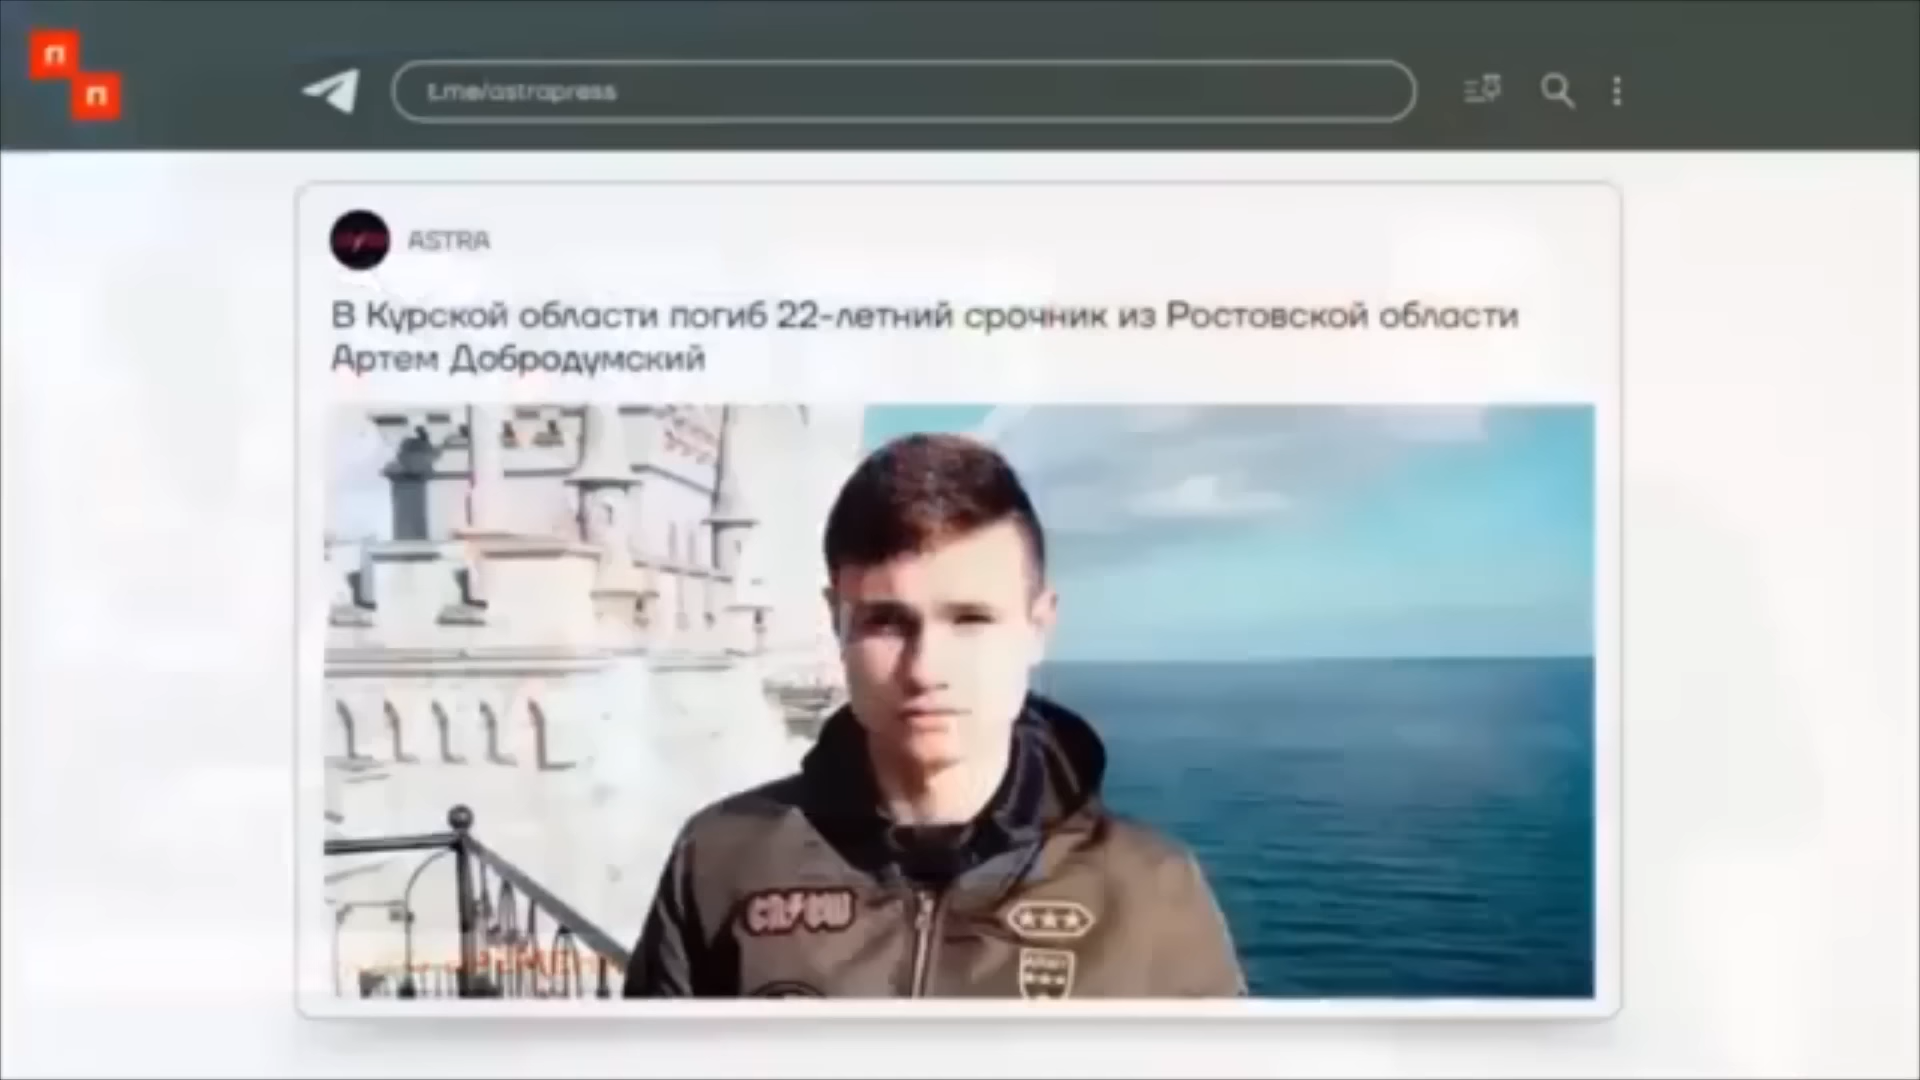 П
П
t.me/astrapress
ASTRA
В Курской области погиб 22-летний срочник из Ростовской области
Артем Добродумский